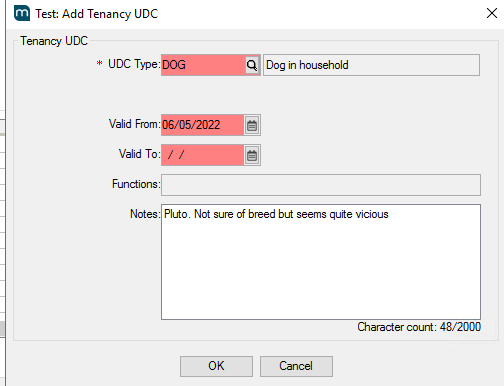 m Test: Add Tenancy UDC
Tenancy UDC
* UDC Type: DOG Dog in household
Valid From: 06/05/2022
Valid To: / /
Functions:
Notes: Pluto. Not sure of breed but seems quite vicious
Character count: 48/2000
OK Cancel